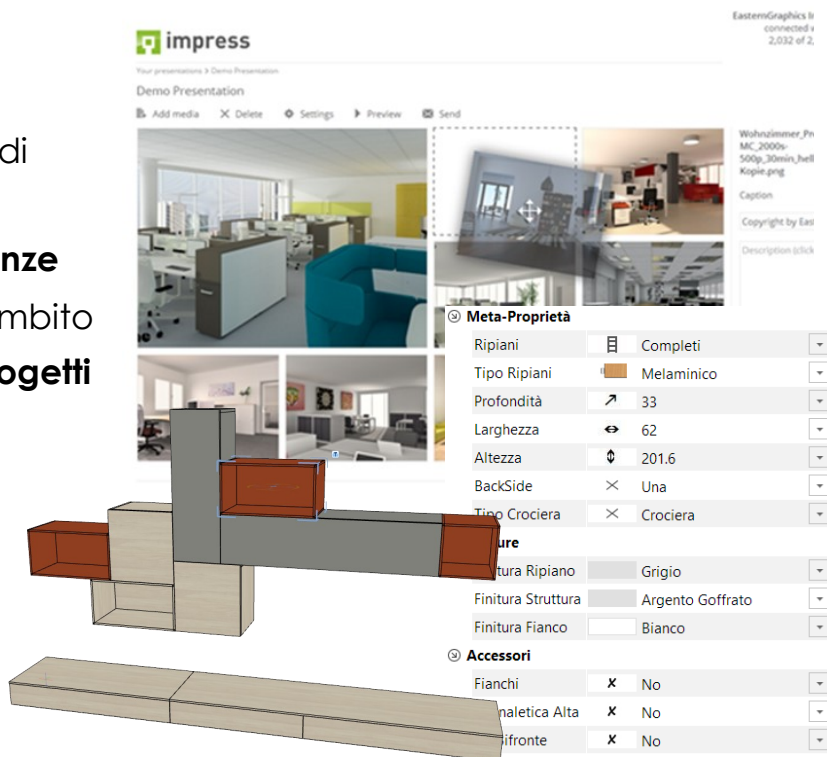 EasternGraphics
connected
2,032 of 2,
impress
Your presentations > Demo Presentation
Demo Presentation
Add media Delete Settings Preview Send
di
nze
mbito
ogetti
Wohnzimmer_Pr
MC_2000s-
500p_30min_hell
Kopie.png
Caption
Copyright by East
Description (click
Meta-Proprietà
Ripiani Completi
Tipo Ripiani Melaminico
Profondità 33
Larghezza 62
Altezza 201.6
BackSide Una
Tipo Crociera Crociera
ure
tura Ripiano Grigio
Finitura Struttura Argento Goffrato
Finitura Fianco Bianco
Accessori
Fianchi No
naletica Alta No
ifronte No